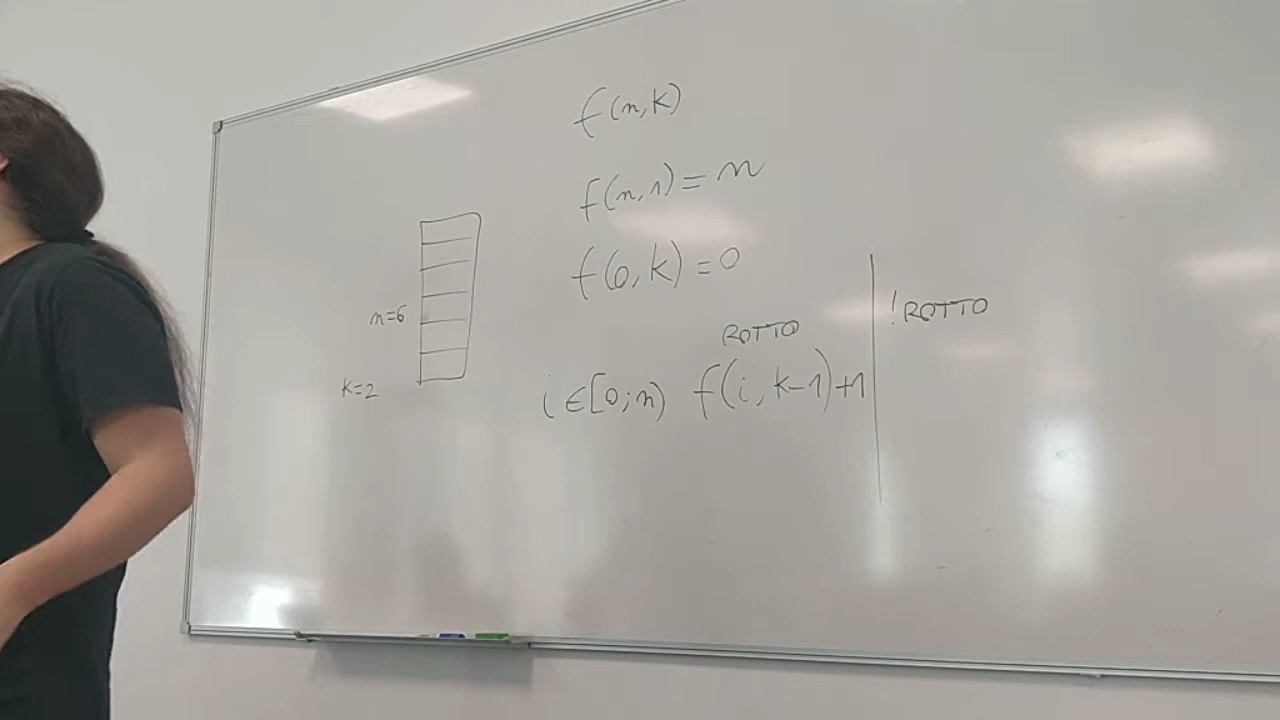 f(n,k)
f(n,1)=n
f(0,k)=0
n=6
k=2
ROTTO
!ROTTO
i∈[0;n) f(i,k-1)+1